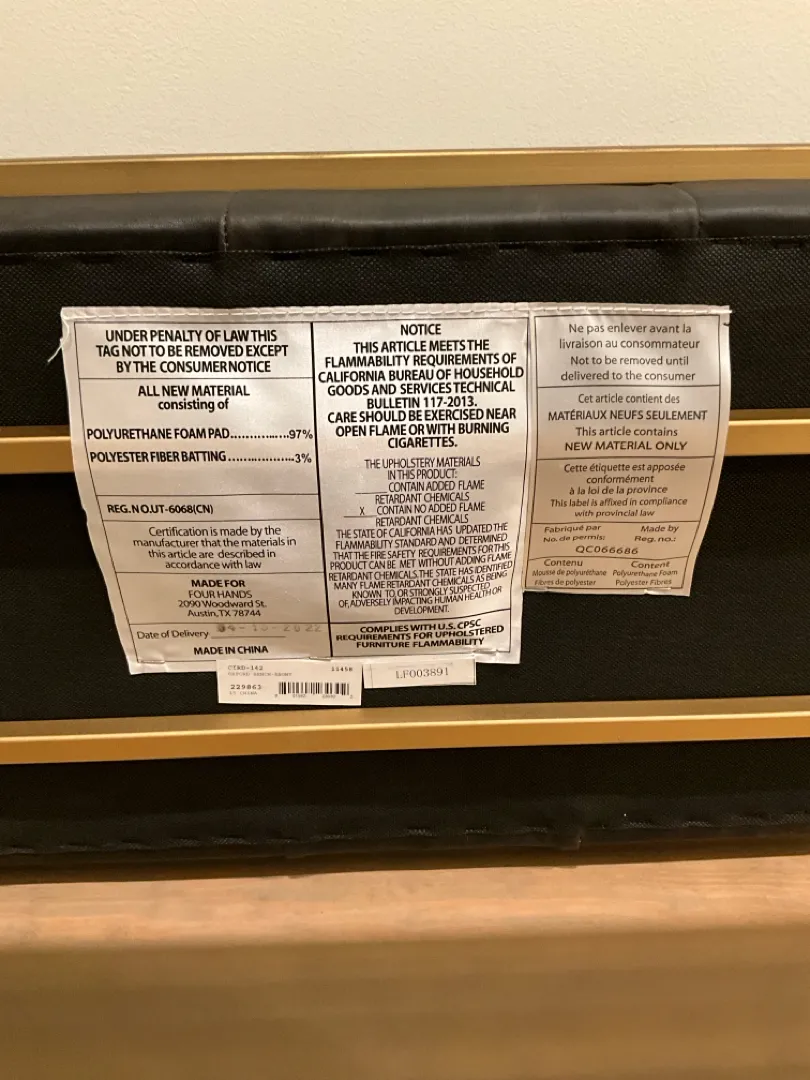 UNDER PENALTY OF LAW THIS
TAG NOT TO BE REMOVED EXCEPT
BY THE CONSUMER NOTICE
ALL NEW MATERIAL
consisting of
POLYURETHANE FOAM PAD..............97%
POLYESTER FIBER BATTING...............3%
REG.NO.UT-6068(CN)
Certification is made by the
manufacturer that the materials in
this article are described in
accordance with law
MADE FOR
FOUR HANDS
2090 Woodward St.
Austin,TX 78744
Date of Delivery 04-13-2022
MADE IN CHINA
NOTICE
THIS ARTICLE MEETS THE
FLAMMABILITY REQUIREMENTS OF
CALIFORNIA BUREAU OF HOUSEHOLD
GOODS AND SERVICES TECHNICAL
BULLETIN 117-2013.
CARE SHOULD BE EXERCISED NEAR
OPEN FLAME OR WITH BURNING
CIGARETTES.
THE UPHOLSTERY MATERIALS
IN THIS PRODUCT:
CONTAIN ADDED FLAME
RETARDANT CHEMICALS
X CONTAIN NO ADDED FLAME
RETARDANT CHEMICALS
THE STATE OF CALIFORNIA HAS UPDATED THE
FLAMMABILITY STANDARD AND DETERMINED
THAT THE FIRE SAFETY REQUIREMENTS FOR THIS
PRODUCT CAN BE MET WITHOUT ADDING FLAME
RETARDANT CHEMICALS. THE STATE HAS IDENTIFIED
MANY FLAME RETARDANT CHEMICALS AS BEING
KNOWN TO, OR STRONGLY SUSPECTED
OF, ADVERSELY IMPACTING HUMAN HEALTH OR
DEVELOPMENT.
COMPLIES WITH U.S. CPSC
REQUIREMENTS FOR UPHOLSTERED
FURNITURE FLAMMABILITY
Ne pas enlever avant la
livraison au consommateur
Not to be removed until
delivered to the consumer
Cet article contient des
MATÉRIAUX NEUFS SEULEMENT
This article contains
NEW MATERIAL ONLY
Cette étiquette est apposée
conformément
à la loi de la province
This label is affixed in compliance
with provincial law
Fabriqué par Made by
No. de permis: Reg. no.:
QC066686
Contenu Content
Mousse de polyuréthane Polyurethane Foam
Fibres de polyester Polyester Fibres
CTRD-142
229863
LF003891